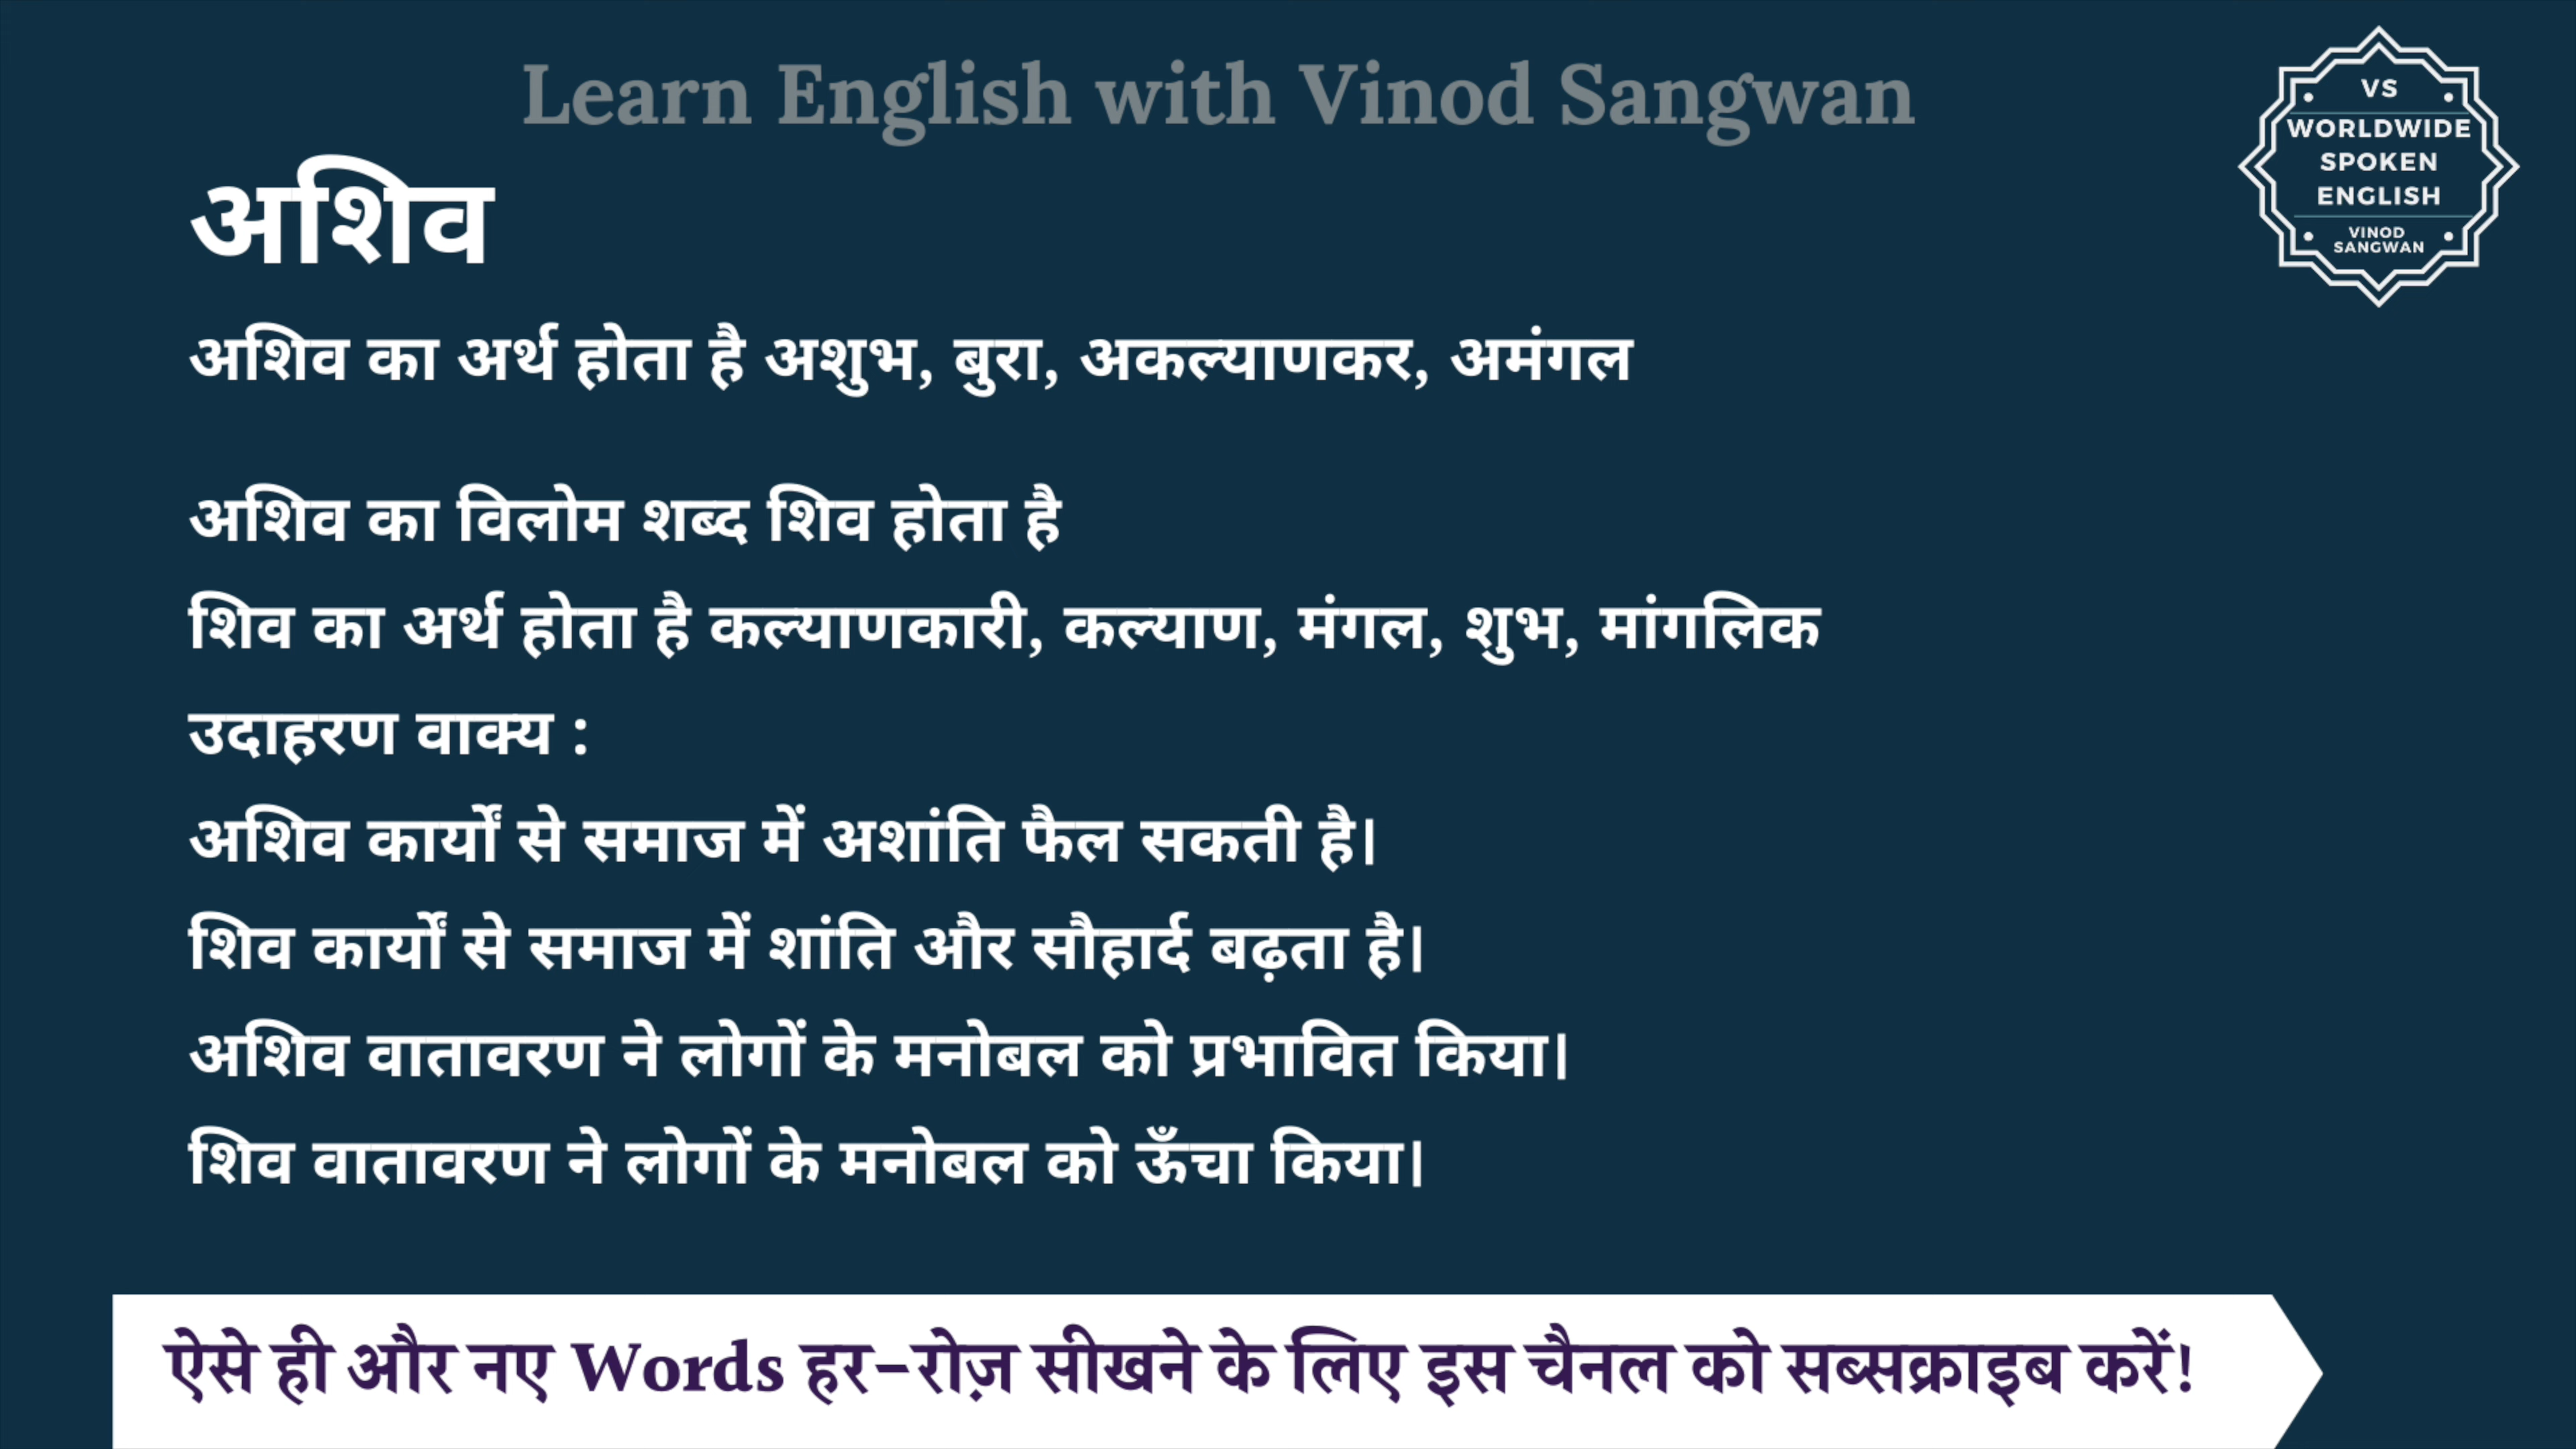 Learn English with Vinod Sangwan
VS
WORLDWIDE
SPOKEN
ENGLISH
VINOD
SANGWAN
अशिव
अशिव का अर्थ होता है अशुभ, बुरा, अकल्याणकर, अमंगल
अशिव का विलोम शब्द शिव होता है
शिव का अर्थ होता है कल्याणकारी, कल्याण, मंगल, शुभ, मांगलिक
उदाहरण वाक्य :
अशिव कार्यों से समाज में अशांति फैल सकती है।
शिव कार्यों से समाज में शांति और सौहार्द बढ़ता है।
अशिव वातावरण ने लोगों के मनोबल को प्रभावित किया।
शिव वातावरण ने लोगों के मनोबल को ऊँचा किया।
ऐसे ही और नए Words हर-रोज़ सीखने के लिए इस चैनल को सब्सक्राइब करें!